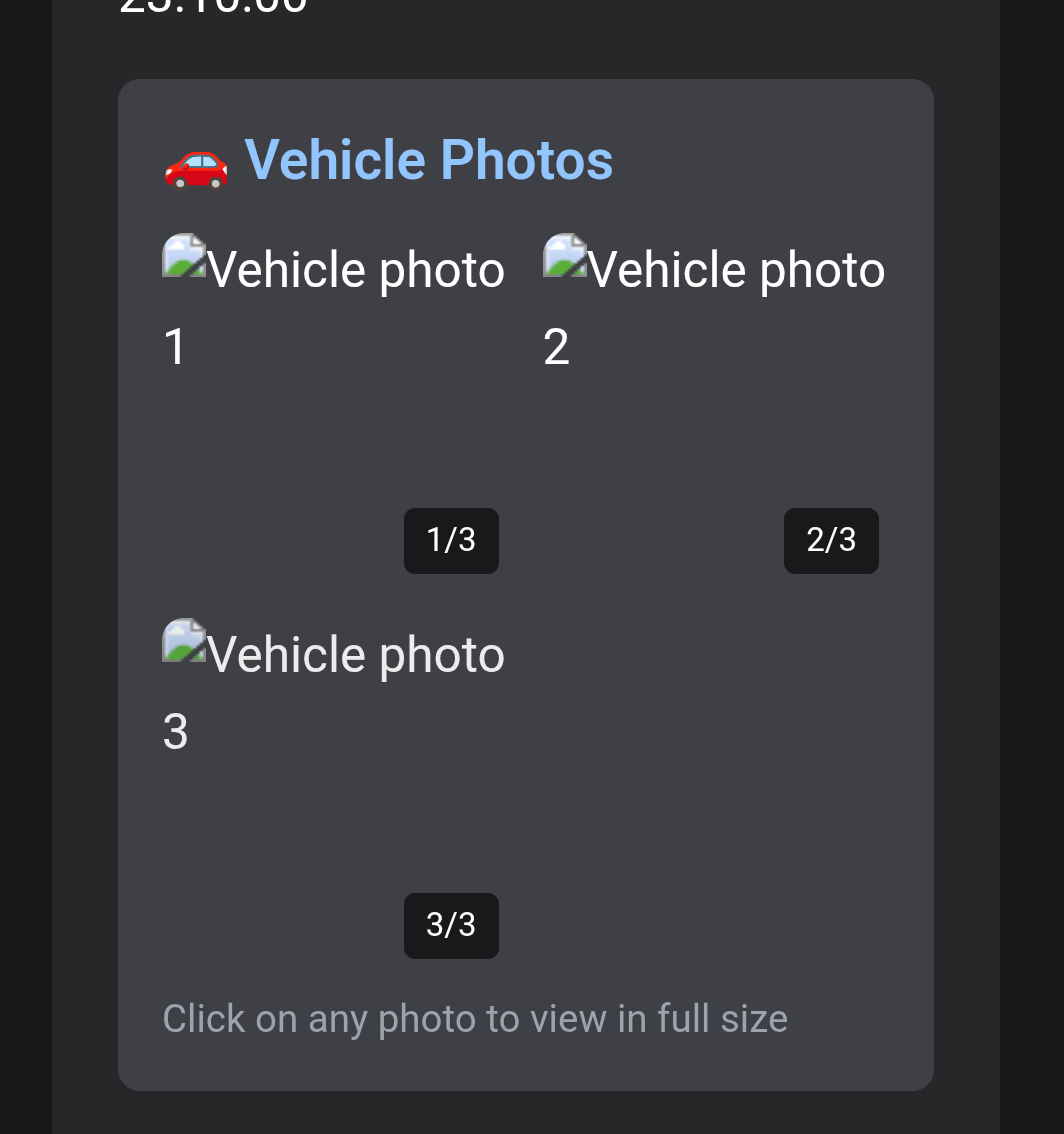 🚗 Vehicle Photos
Vehicle photo 1
Vehicle photo 2
1/3
2/3
Vehicle photo 3
3/3
Click on any photo to view in full size